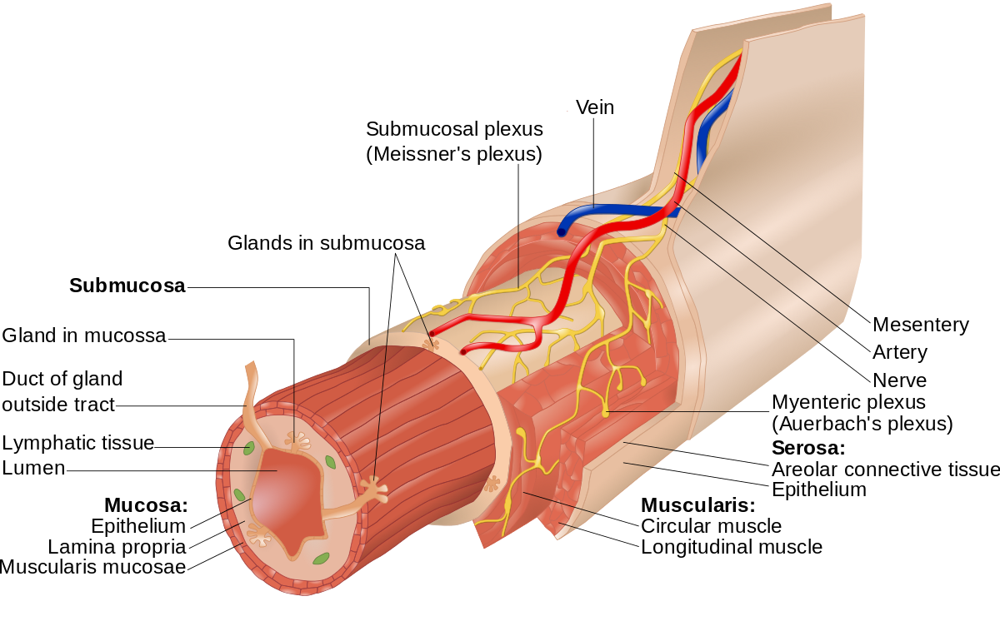 Vein
Submucosal plexus
(Meissner's plexus)
Glands in submucosa
Submucosa
Gland in mucossa
Duct of gland
outside tract
Lymphatic tissue
Lumen
Mucosa:
Epithelium
Lamina propria
Muscularis mucosae
Mesentery
Artery
Nerve
Myenteric plexus
(Auerbach's plexus)
Serosa:
Areolar connective tissue
Epithelium
Muscularis:
Circular muscle
Longitudinal muscle